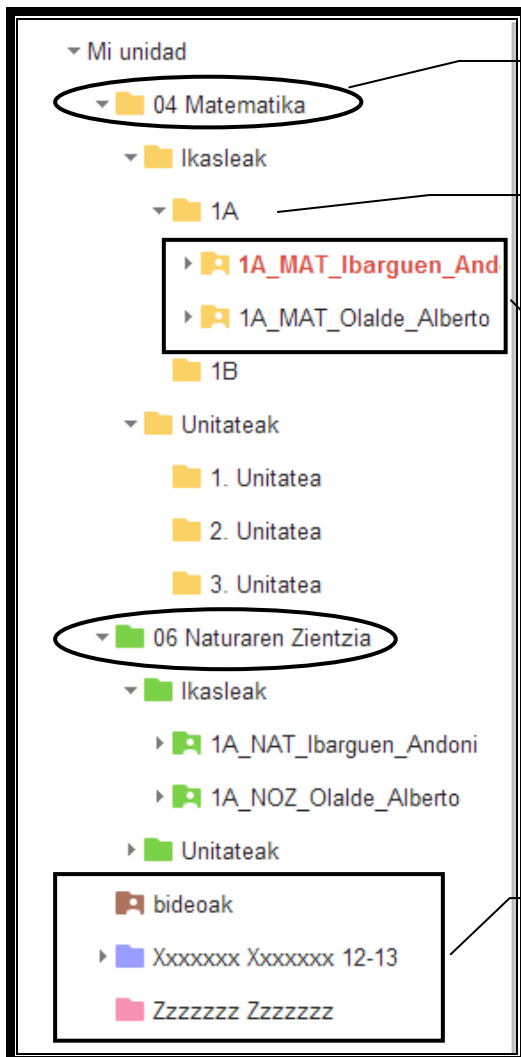 Mi unidad
04 Matematika
Ikasleak
1A
1A_MAT_Ibarguen_And
1A_MAT_Olalde_Alberto
1B
Unitateak
1. Unitatea
2. Unitatea
3. Unitatea
06 Naturaren Zientzia
Ikasleak
1A_NAT_Ibarguen_Andoni
1A_NOZ_Olalde_Alberto
Unitateak
bideoak
Xxxxxxx Xxxxxxx 12-13
Zzzzzzz Zzzzzzz